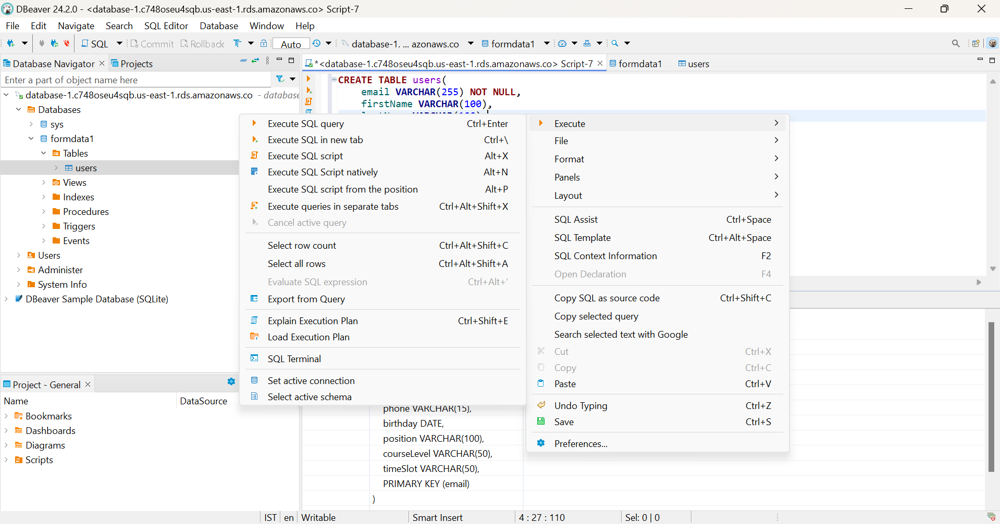 DBeaver 24.2.0 - <database-1.c748oseu4sqb.us-east-1.rds.amazonaws.co> Script-7
File Edit Navigate Search SQL Editor Database Window Help
SQL Commit Rollback Auto database-1. ... azonaws.co formdata1
Database Navigator Projects
*<database-1.c748oseu4sqb.us-east-1.rds.amazonaws.co> Script-7 formdata1 users
Enter a part of object name here
database-1.c748oseu4sqb.us-east-1.rds.amazonaws.co - database
Databases
sys
formdata1
Tables
users
Views
Indexes
Procedures
Triggers
Events
Users
Administer
System Info
DBeaver Sample Database (SQLite)
CREATE TABLE users(
email VARCHAR(255) NOT NULL,
firstName VARCHAR(100),
Execute SQL query Ctrl+Enter
Execute SQL in new tab Ctrl+\
Execute SQL script Alt+X
Execute SQL Script natively Alt+N
Execute SQL script from the position Alt+P
Execute queries in separate tabs Ctrl+Alt+Shift+X
Cancel active query
Select row count Ctrl+Alt+Shift+C
Select all rows Ctrl+Alt+Shift+A
Evaluate SQL expression Ctrl+Alt+'
Export from Query
Explain Execution Plan Ctrl+Shift+E
Load Execution Plan
SQL Terminal
Set active connection
Select active schema
Execute
File
Format
Panels
Layout
SQL Assist Ctrl+Space
SQL Template Ctrl+Alt+Space
SQL Context Information F2
Open Declaration F4
Copy SQL as source code Ctrl+Shift+C
Copy selected query
Search selected text with Google
Cut Ctrl+X
Copy Ctrl+C
Paste Ctrl+V
Undo Typing Ctrl+Z
Save Ctrl+S
Preferences...
Project - General
Name DataSource
Bookmarks
Dashboards
Diagrams
Scripts
phone VARCHAR(15),
birthday DATE,
position VARCHAR(100),
courseLevel VARCHAR(50),
timeSlot VARCHAR(50),
PRIMARY KEY (email)
)
IST en Writable Smart Insert 4 : 27 : 110 Sel: 0 | 0